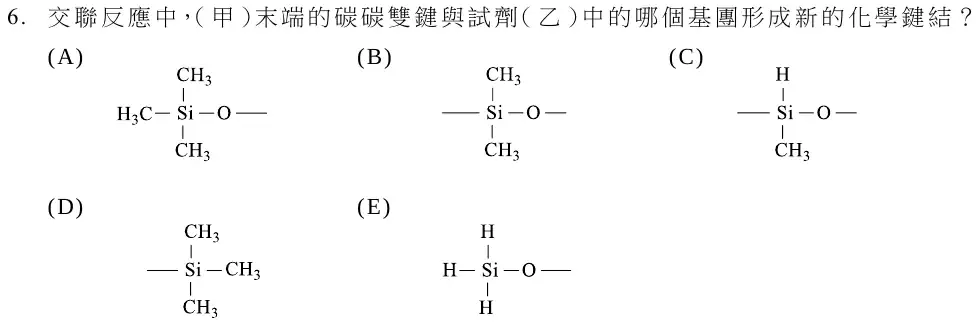 6. 交聯反應中,(甲)末端的碳碳雙鍵與試劑(乙)中的哪個基團形成新的化學鍵結?
(A) (B) (C)
CH₃ CH₃ H
H₃C—Si—O— —Si—O— —Si—O—
CH₃ CH₃ CH₃
(D) (E)
CH₃ H
—Si—CH₃ H—Si—O—
CH₃ H